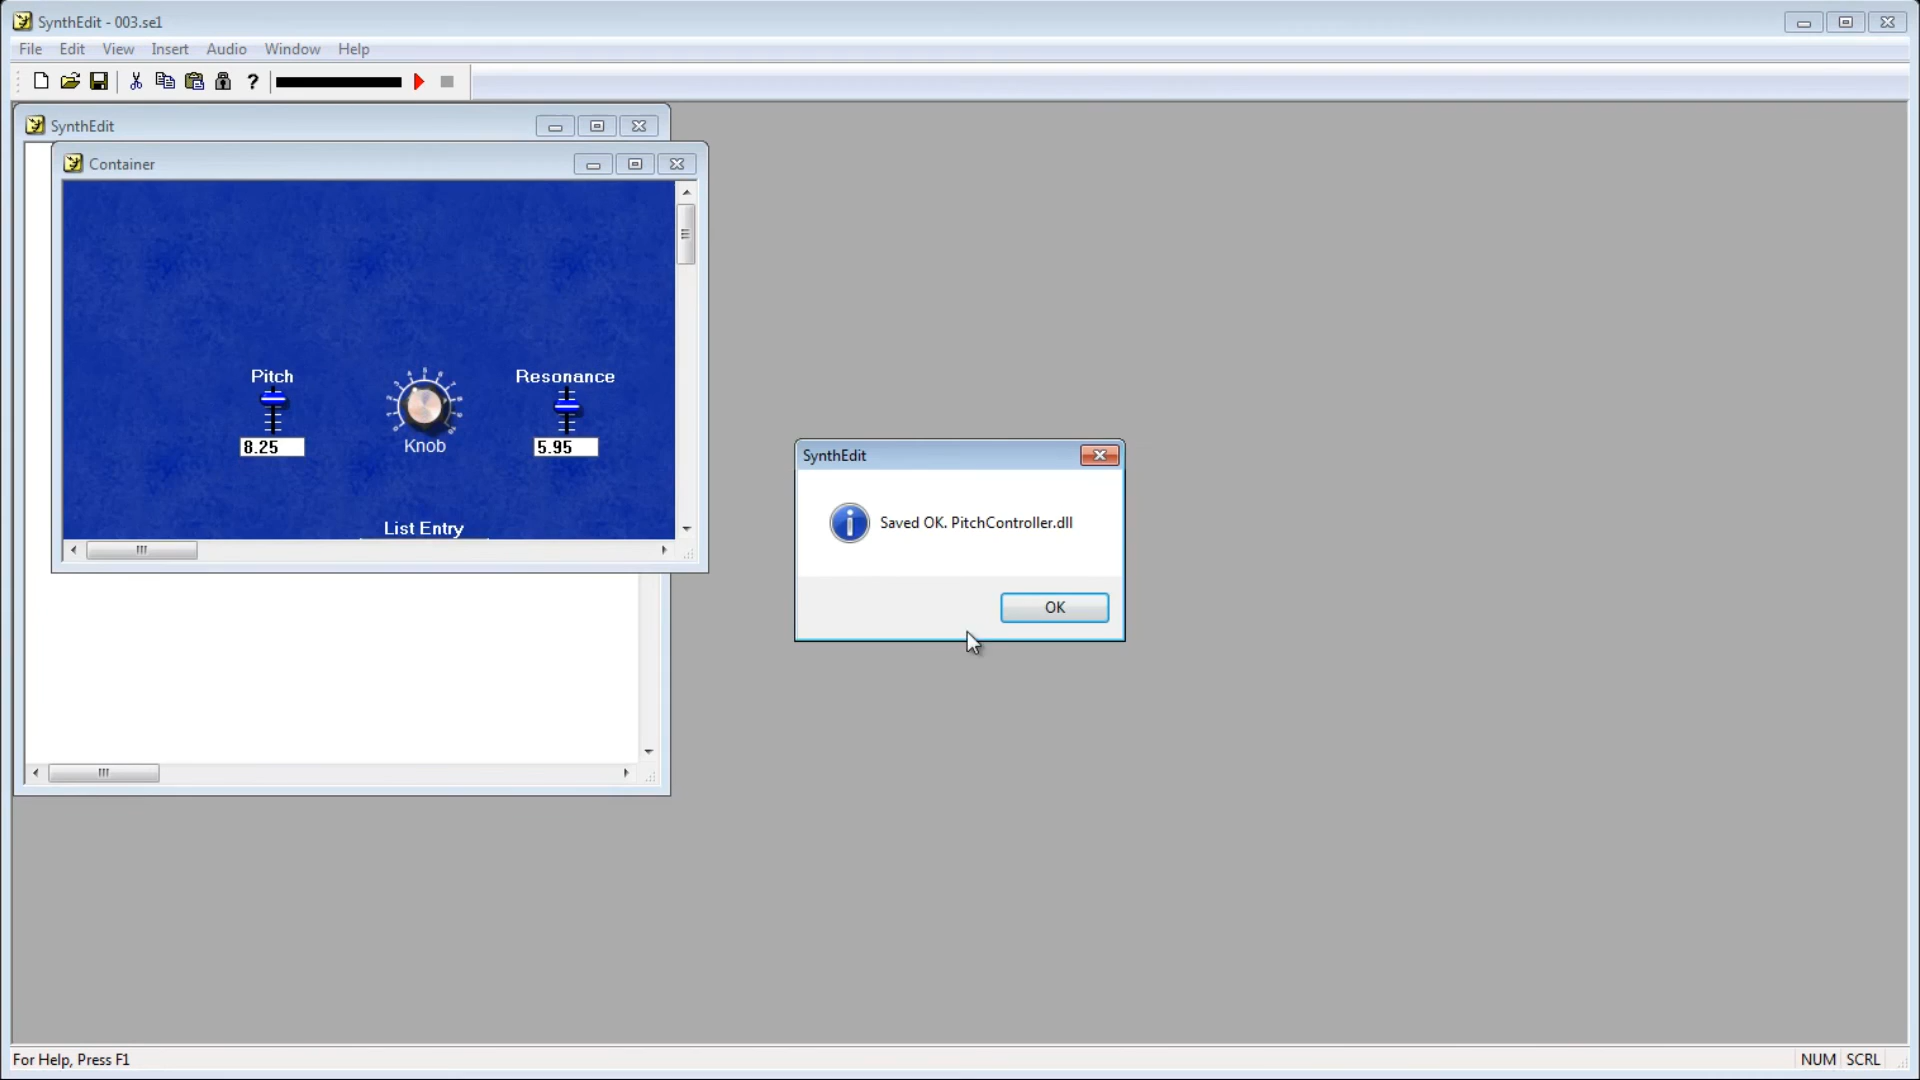 SynthEdit - 003.se1
File Edit View Insert Audio Window Help
SynthEdit
Container
Pitch
8.25
Knob
Resonance
5.95
List Entry
SynthEdit
Saved OK. PitchController.dll
OK
For Help, Press F1
NUM SCRL